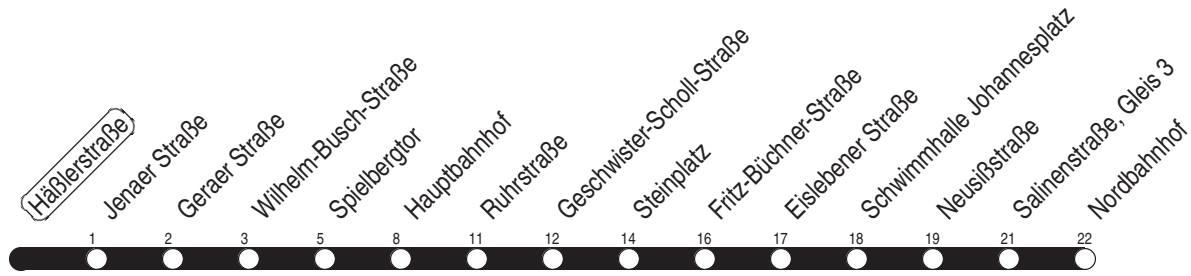 Häßlerstraße
Jenaer Straße
Geraer Straße
Wilhelm-Busch-Straße
Spielbergtor
Hauptbahnhof
Ruhrstraße
Geschwister-Scholl-Straße
Steinplatz
Fritz-Büchner-Straße
Eislebener Straße
Schwimmhalle Johannesplatz
Neusißstraße
Salinenstraße, Gleis 3
Nordbahnhof
1 2 3 5 8 11 12 14 16 17 18 19 21 22